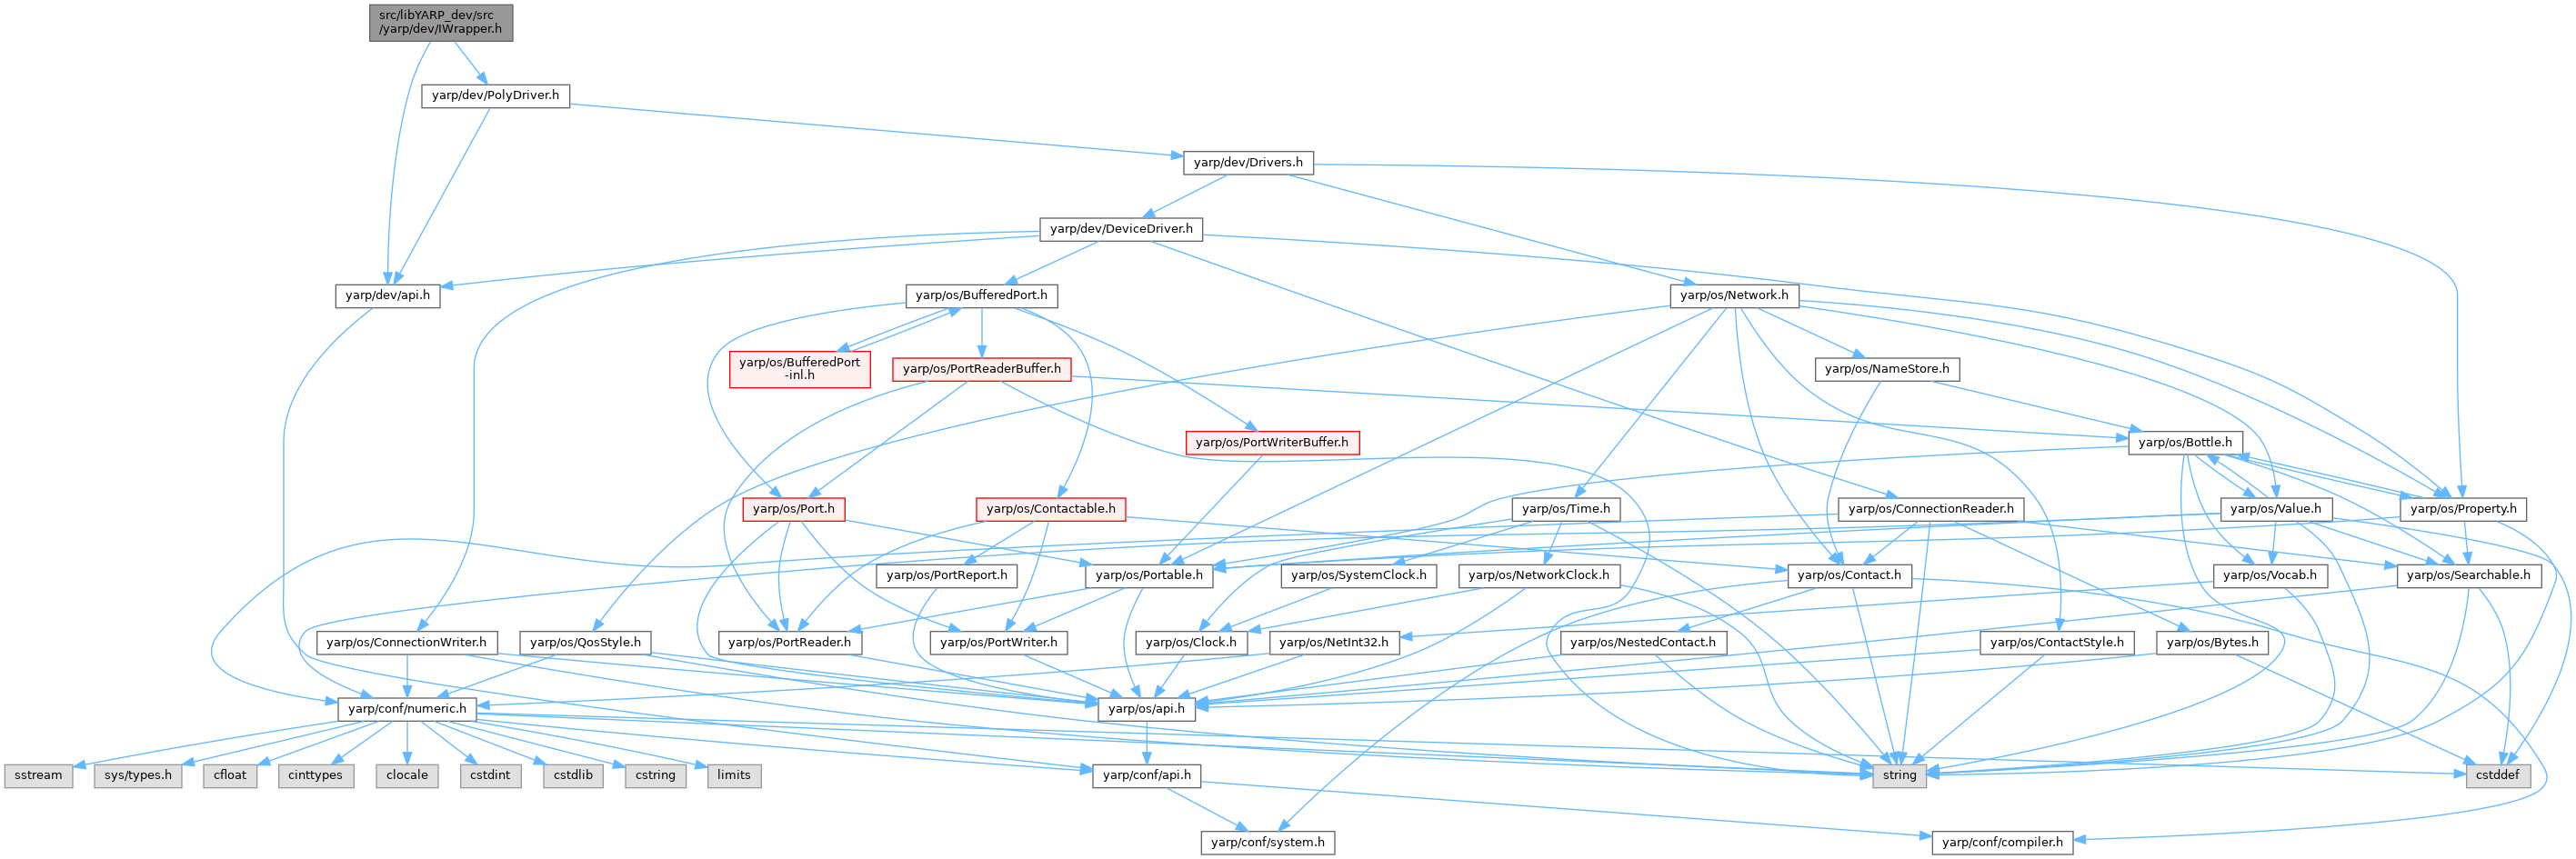 src/libYARP_dev/src
/yarp/dev/IWrapper.h
yarp/dev/PolyDriver.h
yarp/dev/Drivers.h
yarp/dev/DeviceDriver.h
yarp/dev/api.h
yarp/os/BufferedPort.h
yarp/os/Network.h
yarp/os/BufferedPort
-inl.h
yarp/os/PortReaderBuffer.h
yarp/os/NameStore.h
yarp/os/PortWriterBuffer.h
yarp/os/Bottle.h
yarp/os/Port.h
yarp/os/Contactable.h
yarp/os/Time.h
yarp/os/ConnectionReader.h
yarp/os/Value.h
yarp/os/Property.h
yarp/os/PortReport.h
yarp/os/Portable.h
yarp/os/SystemClock.h
yarp/os/NetworkClock.h
yarp/os/Contact.h
yarp/os/Vocab.h
yarp/os/Searchable.h
yarp/os/ConnectionWriter.h
yarp/os/QosStyle.h
yarp/os/PortReader.h
yarp/os/PortWriter.h
yarp/os/Clock.h
yarp/os/NetInt32.h
yarp/os/NestedContact.h
yarp/os/ContactStyle.h
yarp/os/Bytes.h
yarp/conf/numeric.h
yarp/os/api.h
sstream
sys/types.h
cfloat
cinttypes
clocale
cstdint
cstdlib
cstring
limits
yarp/conf/api.h
string
cstddef
yarp/conf/system.h
yarp/conf/compiler.h